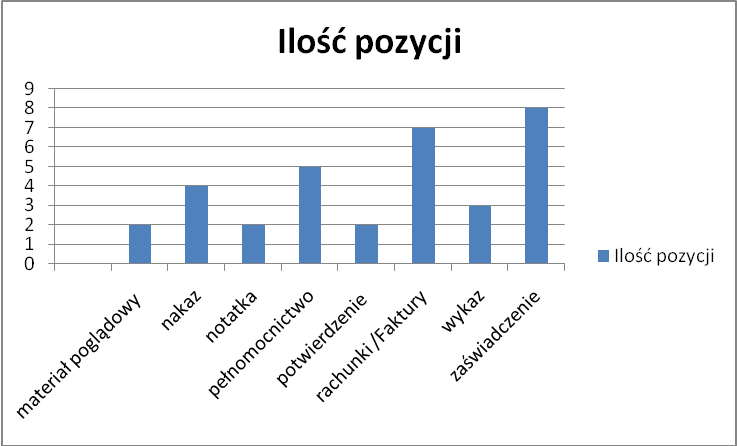 Ilość pozycji
9
8
7
6
5
4
3
2
1
0
materiał poglądowy
nakaz
notatka
pełnomocnictwo
potwierdzenie
rachunki /Faktury
wykaz
zaświadczenie
Ilość pozycji